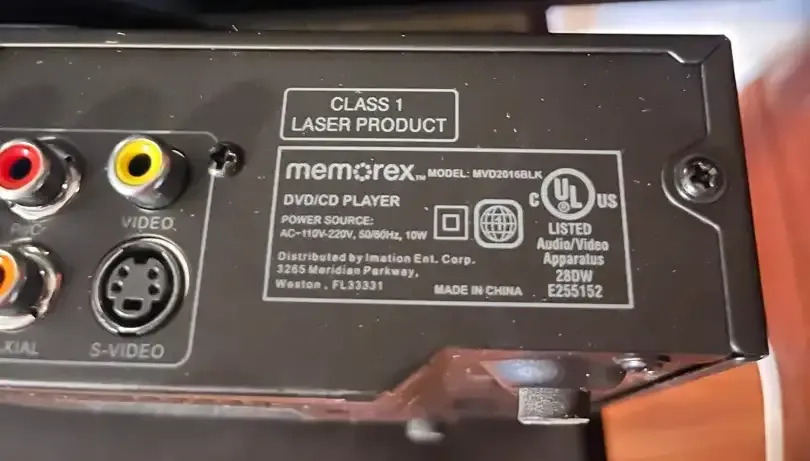 CLASS 1
LASER PRODUCT
memorex™ MODEL: MVD2016BLK
DVD/CD PLAYER
POWER SOURCE:
AC~110V-220V, 50/60Hz, 10W
Distributed by Imation Ent. Corp.
3265 Meridian Parkway,
Weston , FL33331
MADE IN CHINA
C UL US
LISTED
Audio/Video
Apparatus
28DW
E255152
VIDEO
AXIAL
S-VIDEO